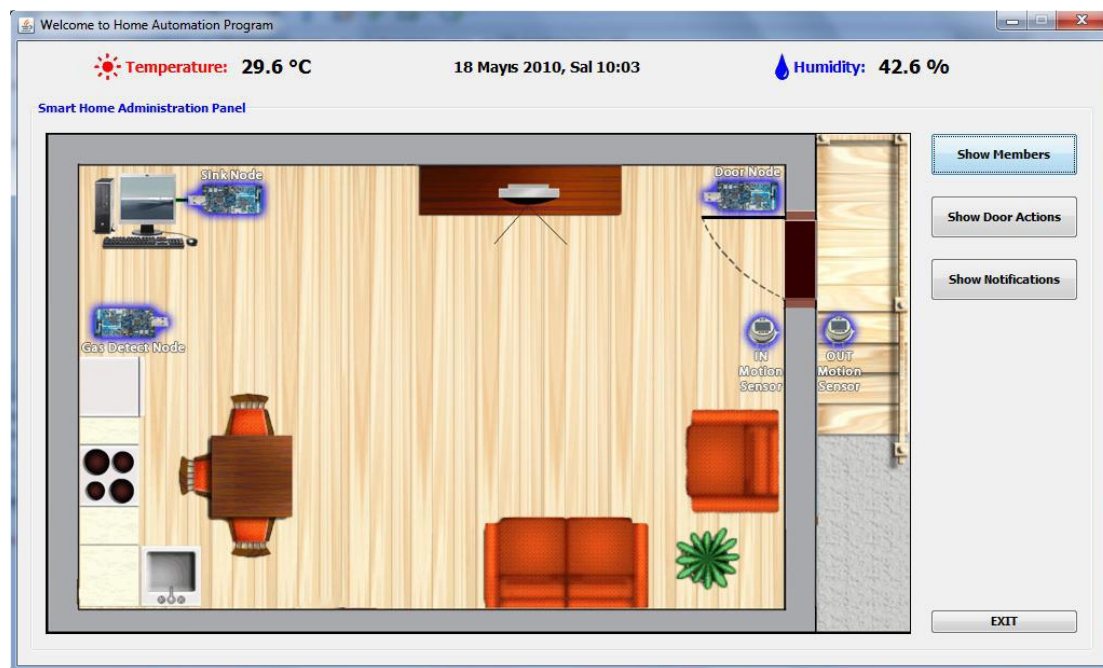 Welcome to Home Automation Program
Temperature: 29.6 °C
18 Mayıs 2010, Sal 10:03
Humidity: 42.6 %
Smart Home Administration Panel
Show Members
Sink Node
Door Node
Show Door Actions
Show Notifications
Gas Detect Node
IN
Motion
Sensor
OUT
Motion
Sensor
EXIT